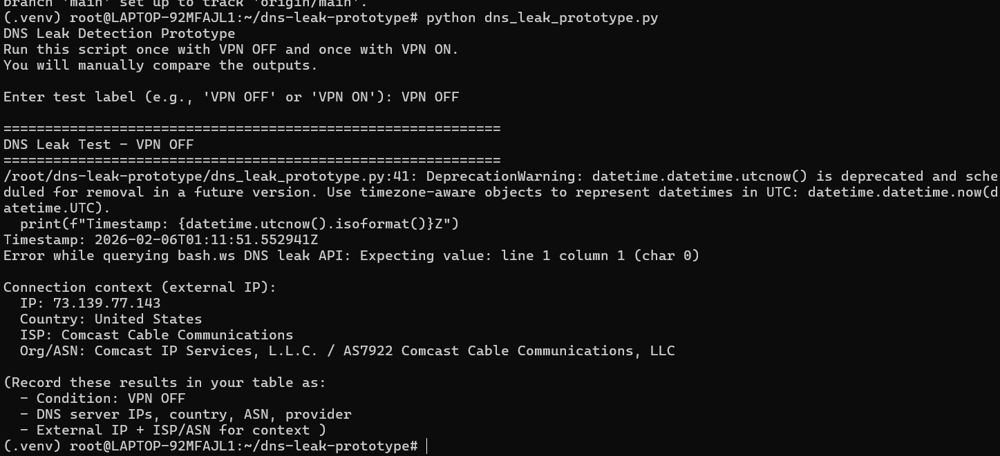 branch 'main' set up to track 'origin/main'.
(.venv) root@LAPTOP-92MFAJL1:~/dns-leak-prototype# python dns_leak_prototype.py
DNS Leak Detection Prototype
Run this script once with VPN OFF and once with VPN ON.
You will manually compare the outputs.

Enter test label (e.g., 'VPN OFF' or 'VPN ON'): VPN OFF

============================================================
DNS Leak Test - VPN OFF
============================================================
/root/dns-leak-prototype/dns_leak_prototype.py:41: DeprecationWarning: datetime.datetime.utcnow() is deprecated and sche
duled for removal in a future version. Use timezone-aware objects to represent datetimes in UTC: datetime.datetime.now(d
atetime.UTC).
  print(f"Timestamp: {datetime.utcnow().isoformat()}Z")
Timestamp: 2026-02-06T01:11:51.552941Z
Error while querying bash.ws DNS leak API: Expecting value: line 1 column 1 (char 0)

Connection context (external IP):
  IP: 73.139.77.143
  Country: United States
  ISP: Comcast Cable Communications
  Org/ASN: Comcast IP Services, L.L.C. / AS7922 Comcast Cable Communications, LLC

(Record these results in your table as:
  - Condition: VPN OFF
  - DNS server IPs, country, ASN, provider
  - External IP + ISP/ASN for context )
(.venv) root@LAPTOP-92MFAJL1:~/dns-leak-prototype#